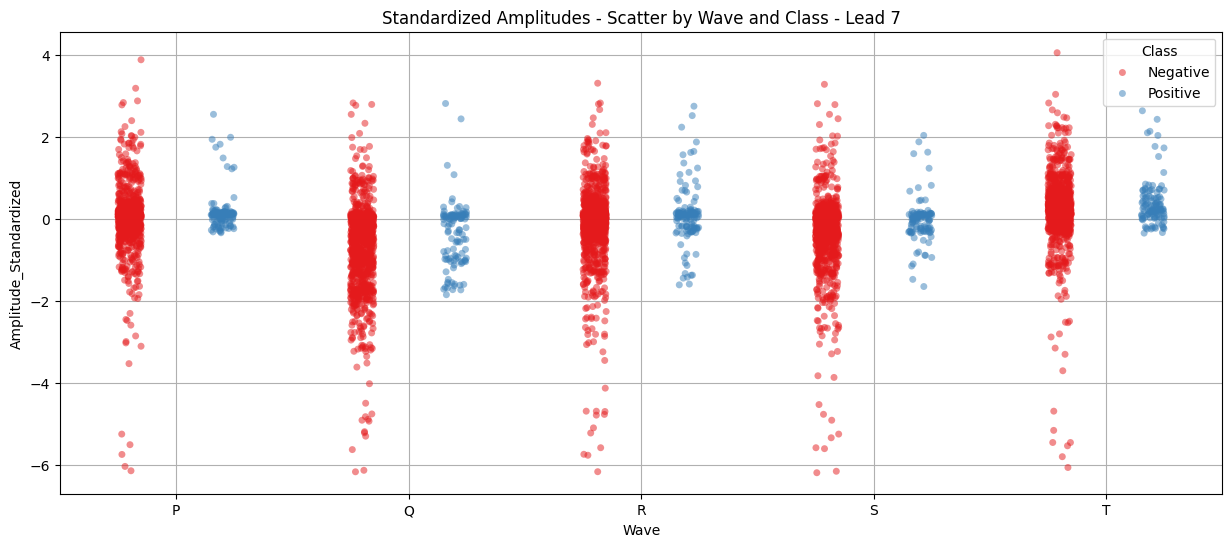 Standardized Amplitudes - Scatter by Wave and Class - Lead 7
Class
Negative
Positive
Amplitude_Standardized
4
2
0
−2
−4
−6
P Q R S T
Wave